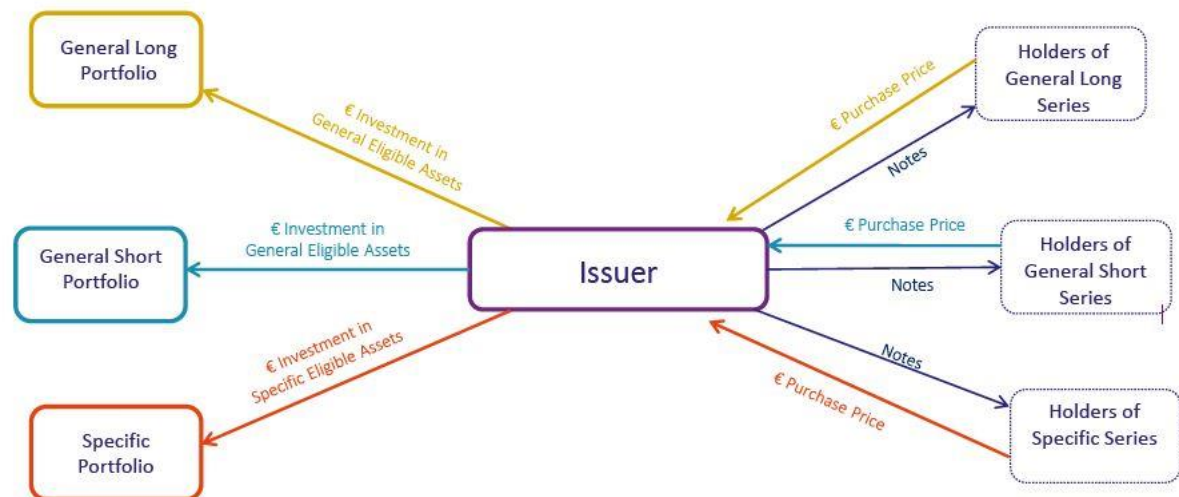 General Long
Portfolio
€ Investment in
General Eligible Assets
€ Purchase Price
Notes
Holders of
General Long
Series
General Short
Portfolio
€ Investment in
General Eligible Assets
Issuer
€ Purchase Price
Notes
Holders of
General Short
Series
Specific
Portfolio
€ Investment in
Specific Eligible Assets
Notes
€ Purchase Price
Holders of
Specific Series